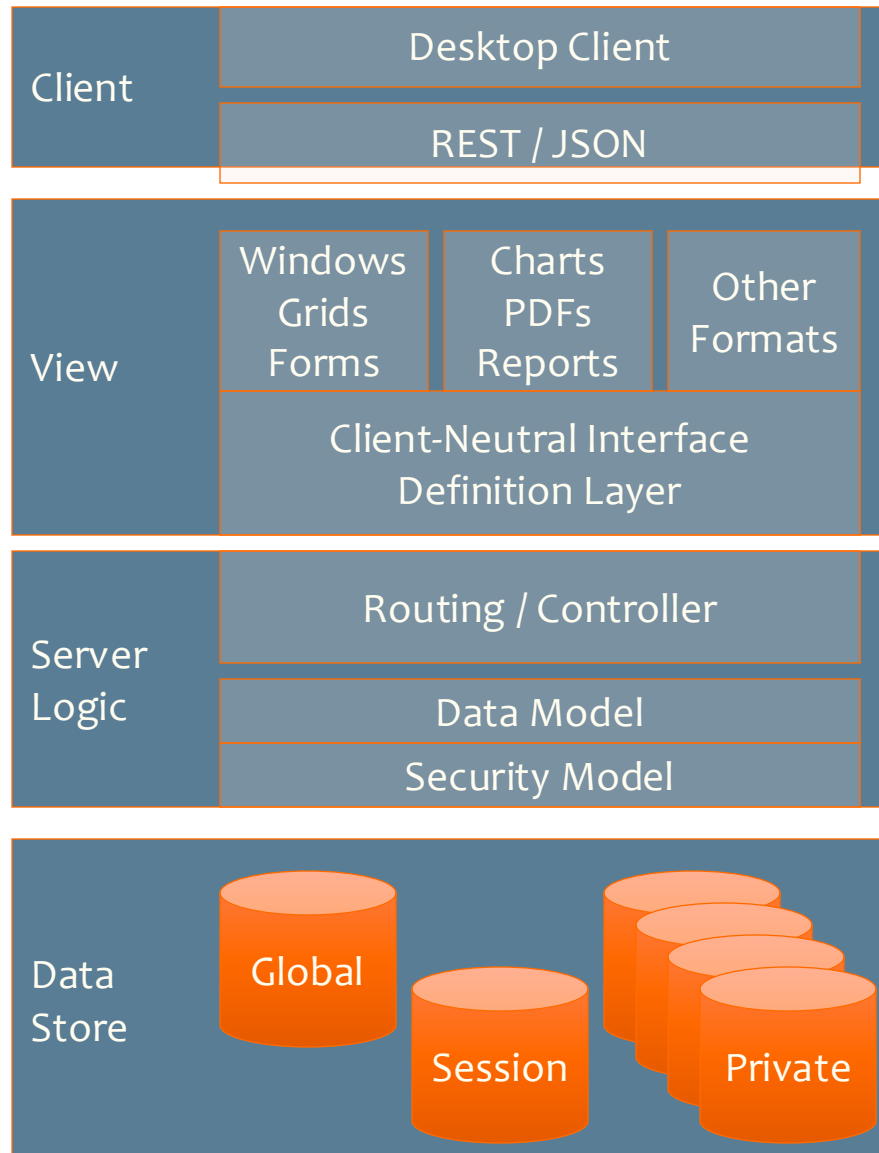 Client
Desktop Client
REST / JSON
View
Windows
Grids
Forms
Charts
PDFs
Reports
Other
Formats
Client-Neutral Interface
Definition Layer
Server
Logic
Routing / Controller
Data Model
Security Model
Data
Store
Global
Session
Private